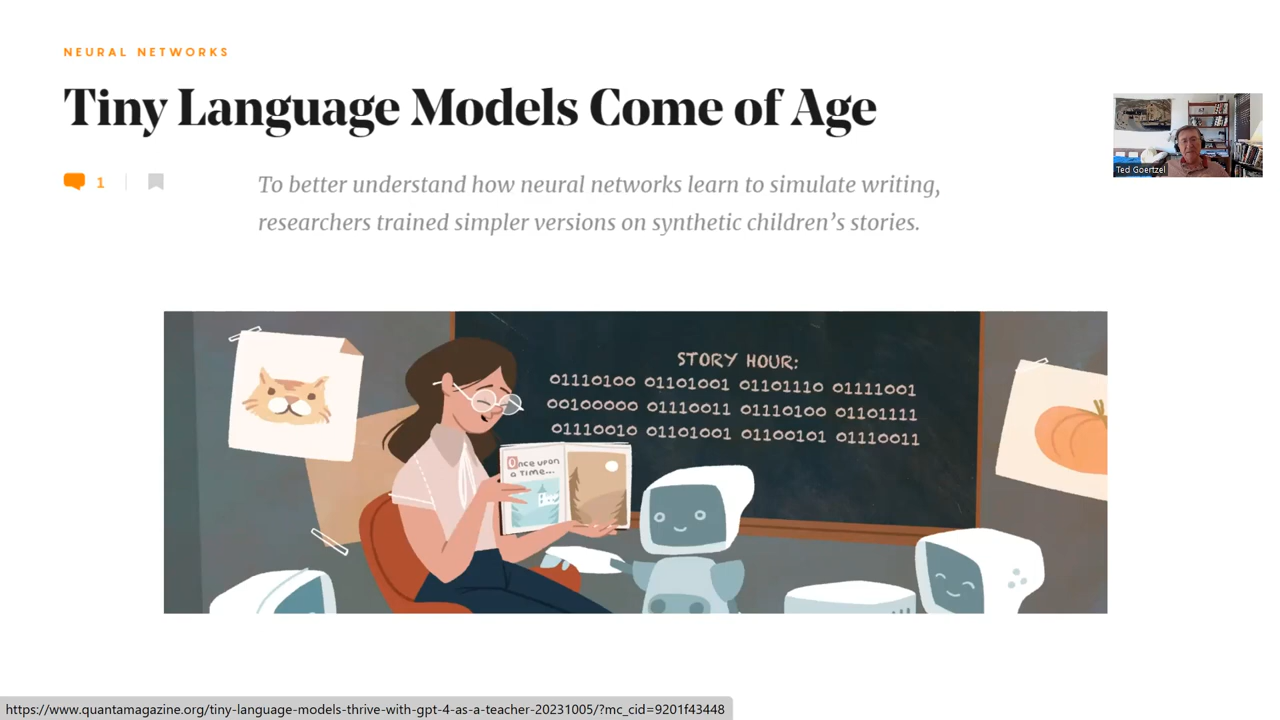 NEURAL NETWORKS
Tiny Language Models Come of Age
1
To better understand how neural networks learn to simulate writing,
researchers trained simpler versions on synthetic children’s stories.
Ted Goertzel
STORY HOUR:
01110100 01101001 01101110 01111001
00100000 01110011 01110100 01101111
01110010 01101001 01100101 01110011
Once upon
a time...
https://www.quantamagazine.org/tiny-language-models-thrive-with-gpt-4-as-a-teacher-20231005/?mc_cid=9201f43448